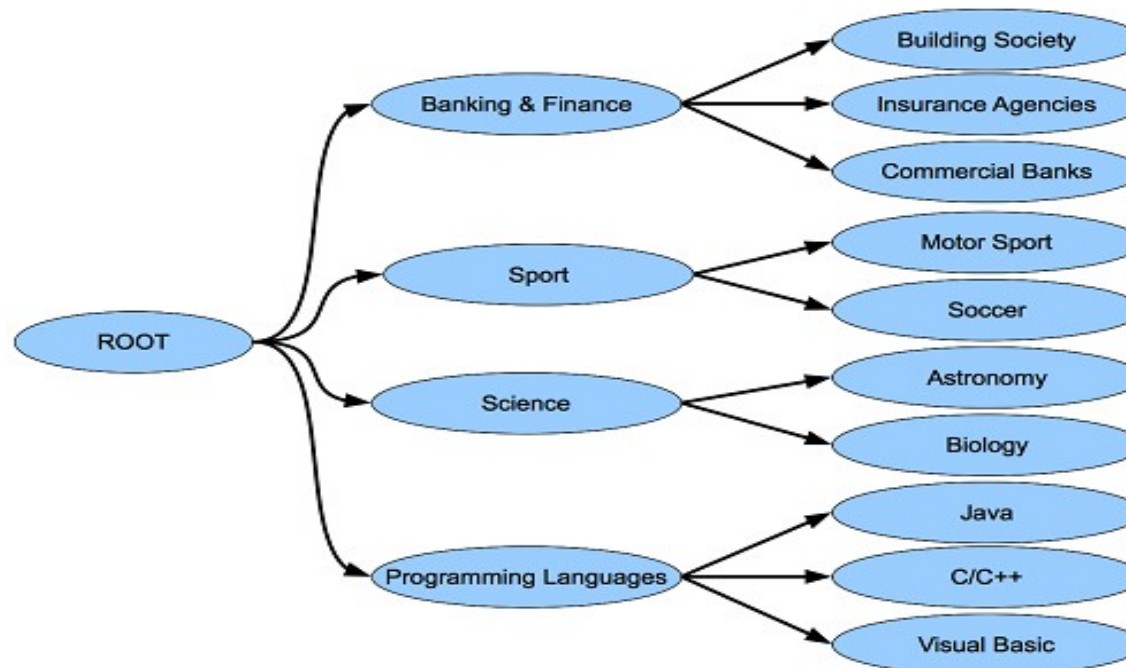 Building Society
Banking & Finance
Insurance Agencies
Commercial Banks
Motor Sport
Sport
Soccer
ROOT
Astronomy
Science
Biology
Java
Programming Languages
C/C++
Visual Basic